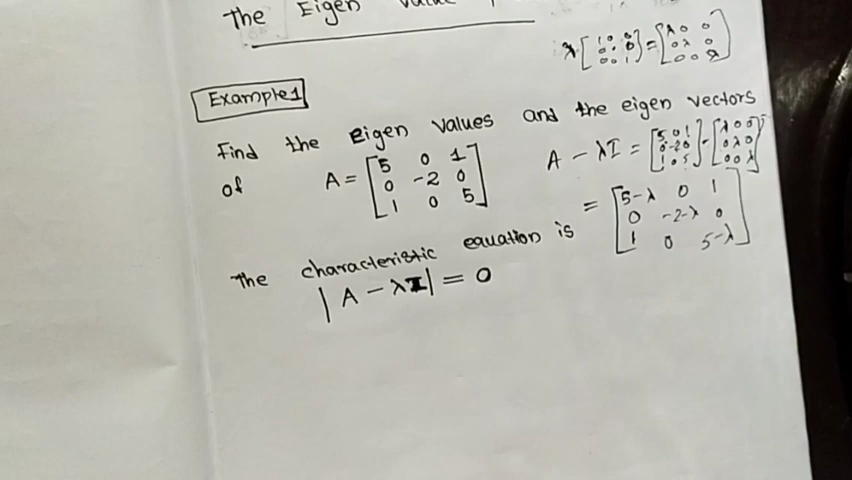 The Eigen value
λ [1 0 0 0 0 0 0 1] = [λ 0 0 0 λ 0 0 0 λ]
Example1
Find the Eigen values and the eigen vectors
of A = [5 0 1 0 -2 0 1 0 5]
A - λI = [5 0 1 0 -2 0 1 0 5] - [λ 0 0 0 λ 0 0 0 λ]
= [5-λ 0 1 0 -2-λ 0 1 0 5-λ]
The characteristic equation is
|A - λI| = 0